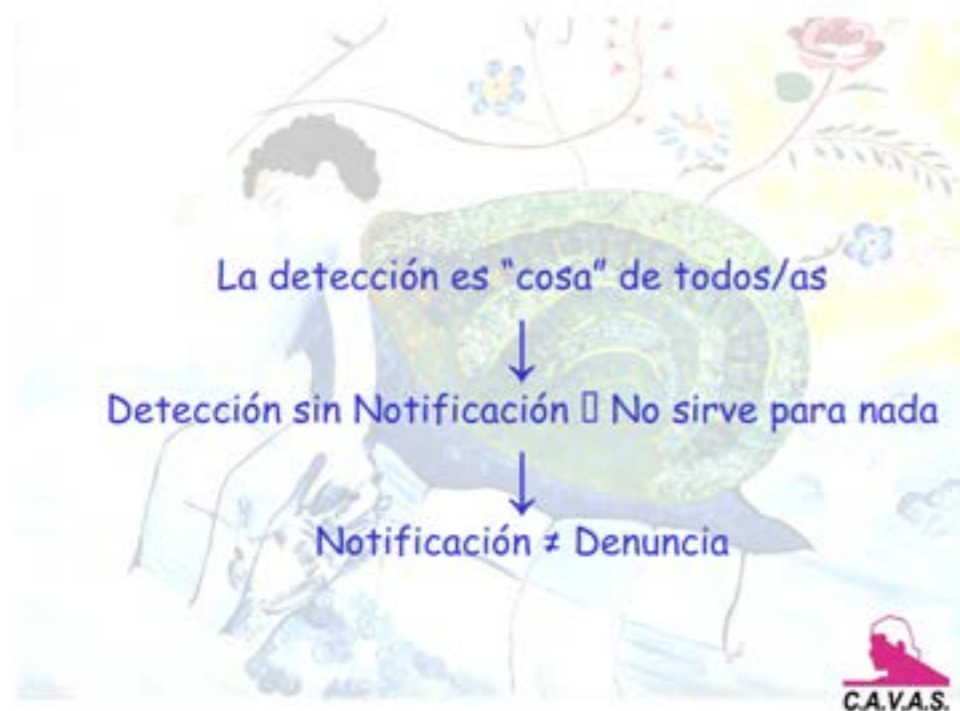 La detección es “cosa” de todos/as
↓
Detección sin Notificación ▯ No sirve para nada
↓
Notificación ≠ Denuncia
C.A.V.A.S.